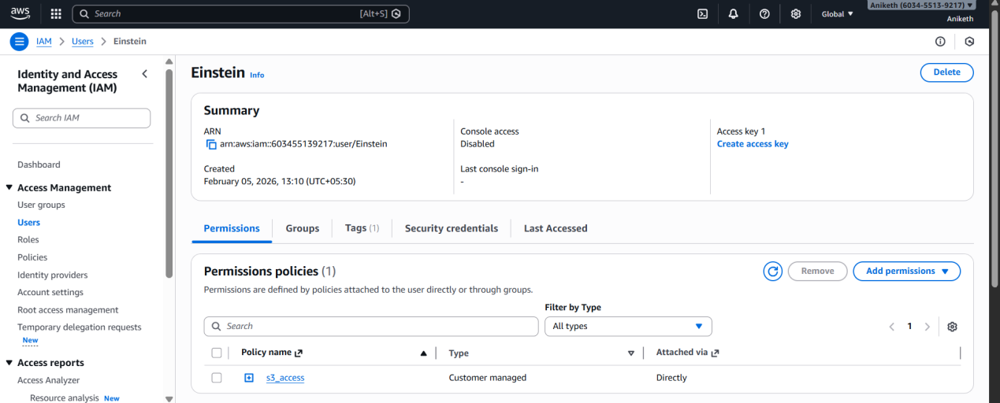 aws
Search [Alt+S]
Global ▼
Aniketh (6034-5513-9217) ▼
Aniketh
IAM > Users > Einstein
Identity and Access Management (IAM)
Search IAM
Dashboard
Access Management
User groups
Users
Roles
Policies
Identity providers
Account settings
Root access management
Temporary delegation requests
New
Access reports
Access Analyzer
Resource analysis New
Einstein Info
Delete
Summary
ARN
arn:aws:iam::603455139217:user/Einstein
Created
February 05, 2026, 13:10 (UTC+05:30)
Console access
Disabled
Last console sign-in
-
Access key 1
Create access key
Permissions Groups Tags (1) Security credentials Last Accessed
Permissions policies (1)
Remove
Add permissions ▼
Permissions are defined by policies attached to the user directly or through groups.
Filter by Type
Search
All types
1
Policy name Type Attached via
s3_access Customer managed Directly